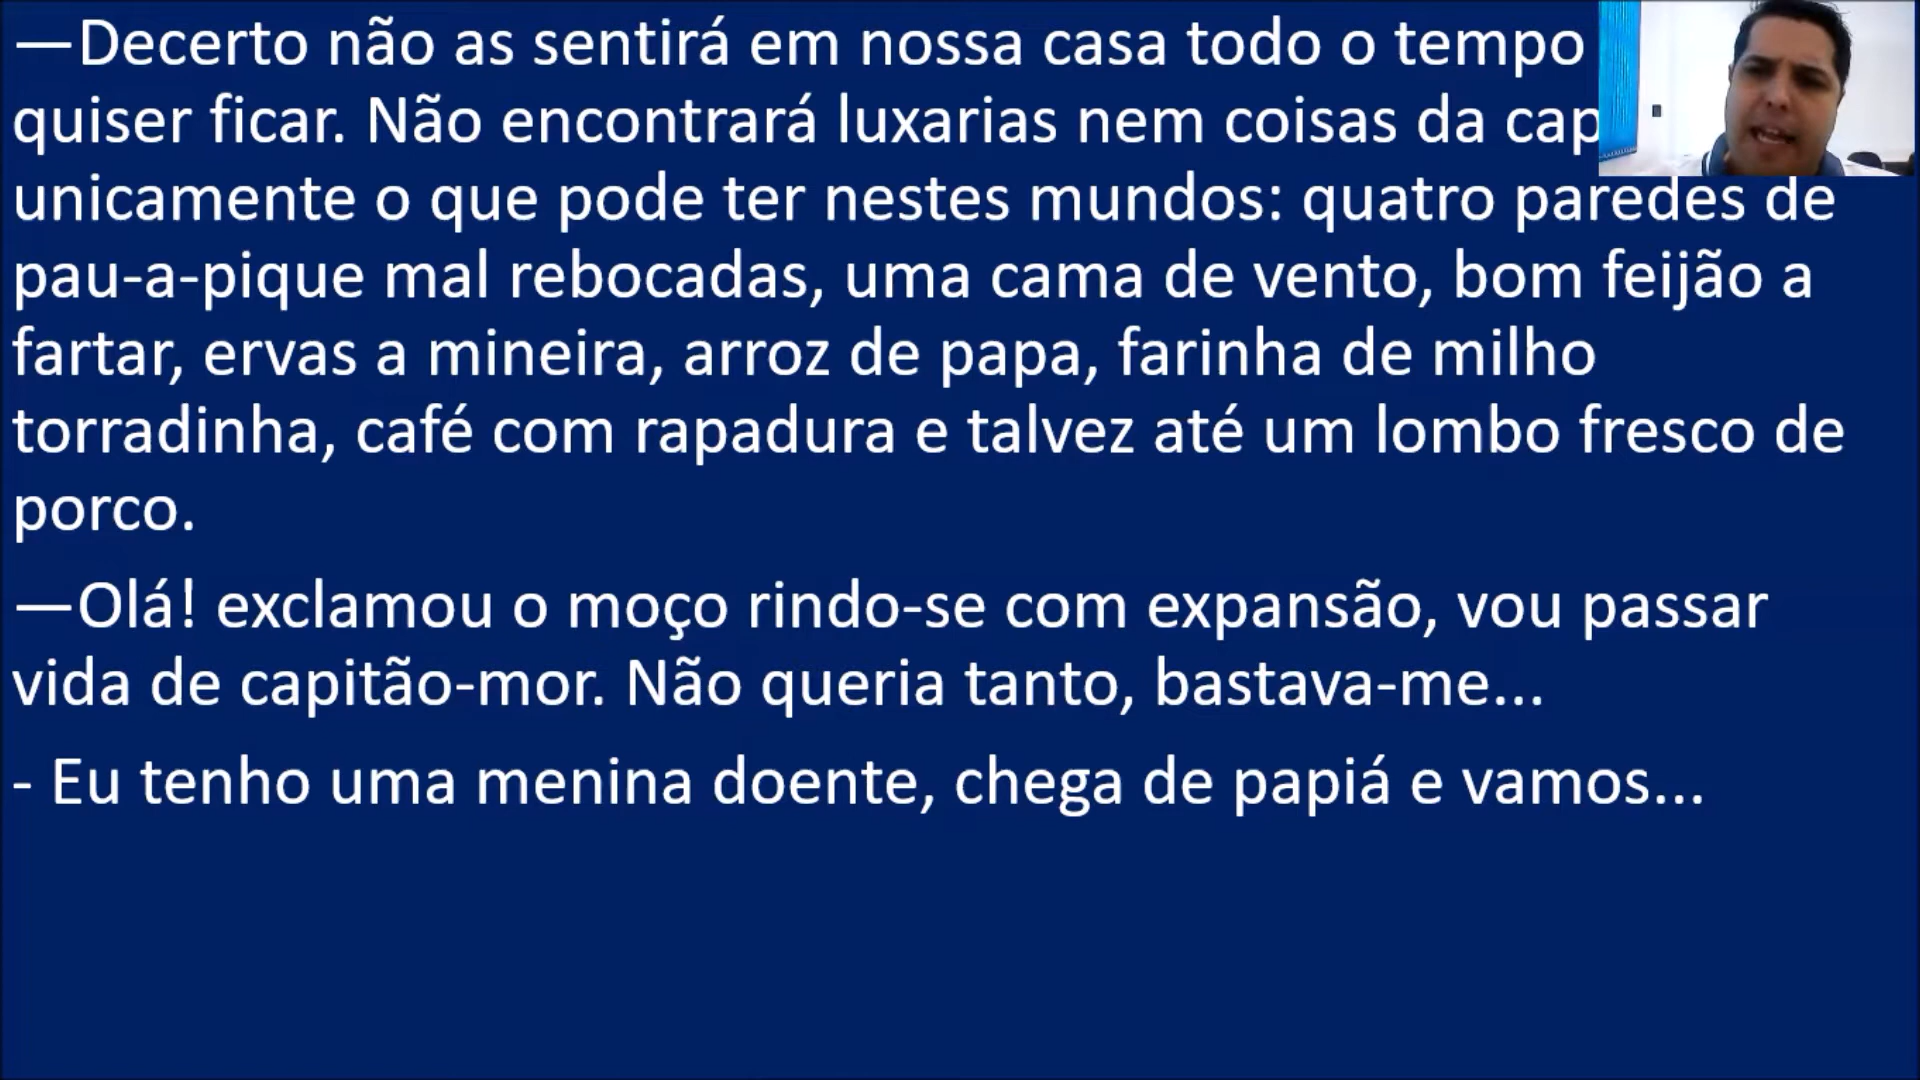 —Decerto não as sentirá em nossa casa todo o tempo
quiser ficar. Não encontrará luxarias nem coisas da
unicamente o que pode ter nestes mundos: quatro paredes de
pau-a-pique mal rebocadas, uma cama de vento, bom feijão a
fartar, ervas a mineira, arroz de papa, farinha de milho
torradinha, café com rapadura e talvez até um lombo fresco de
porco.
—Olá! exclamou o moço rindo-se com expansão, vou passar
vida de capitão-mor. Não queria tanto, bastava-me...
- Eu tenho uma menina doente, chega de papiá e vamos...